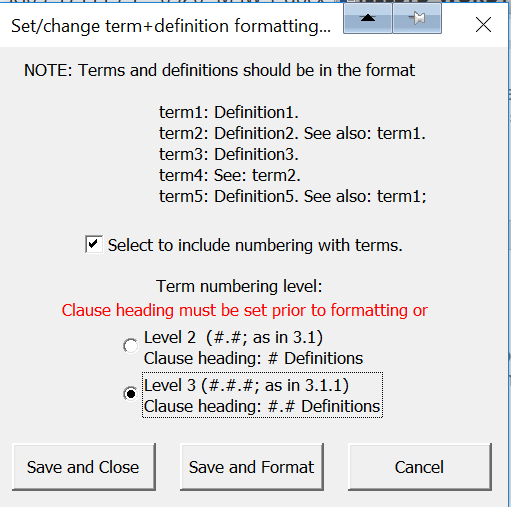 Set/change term+definition formatting...
NOTE: Terms and definitions should be in the format
term1: Definition1.
term2: Definition2. See also: term1.
term3: Definition3.
term4: See: term2.
term5: Definition5. See also: term1;
Select to include numbering with terms.
Term numbering level:
Clause heading must be set prior to formatting or
Level 2 (#.#; as in 3.1)
Clause heading: # Definitions
Level 3 (#.#.#; as in 3.1.1)
Clause heading: #.# Definitions
Save and Close
Save and Format
Cancel